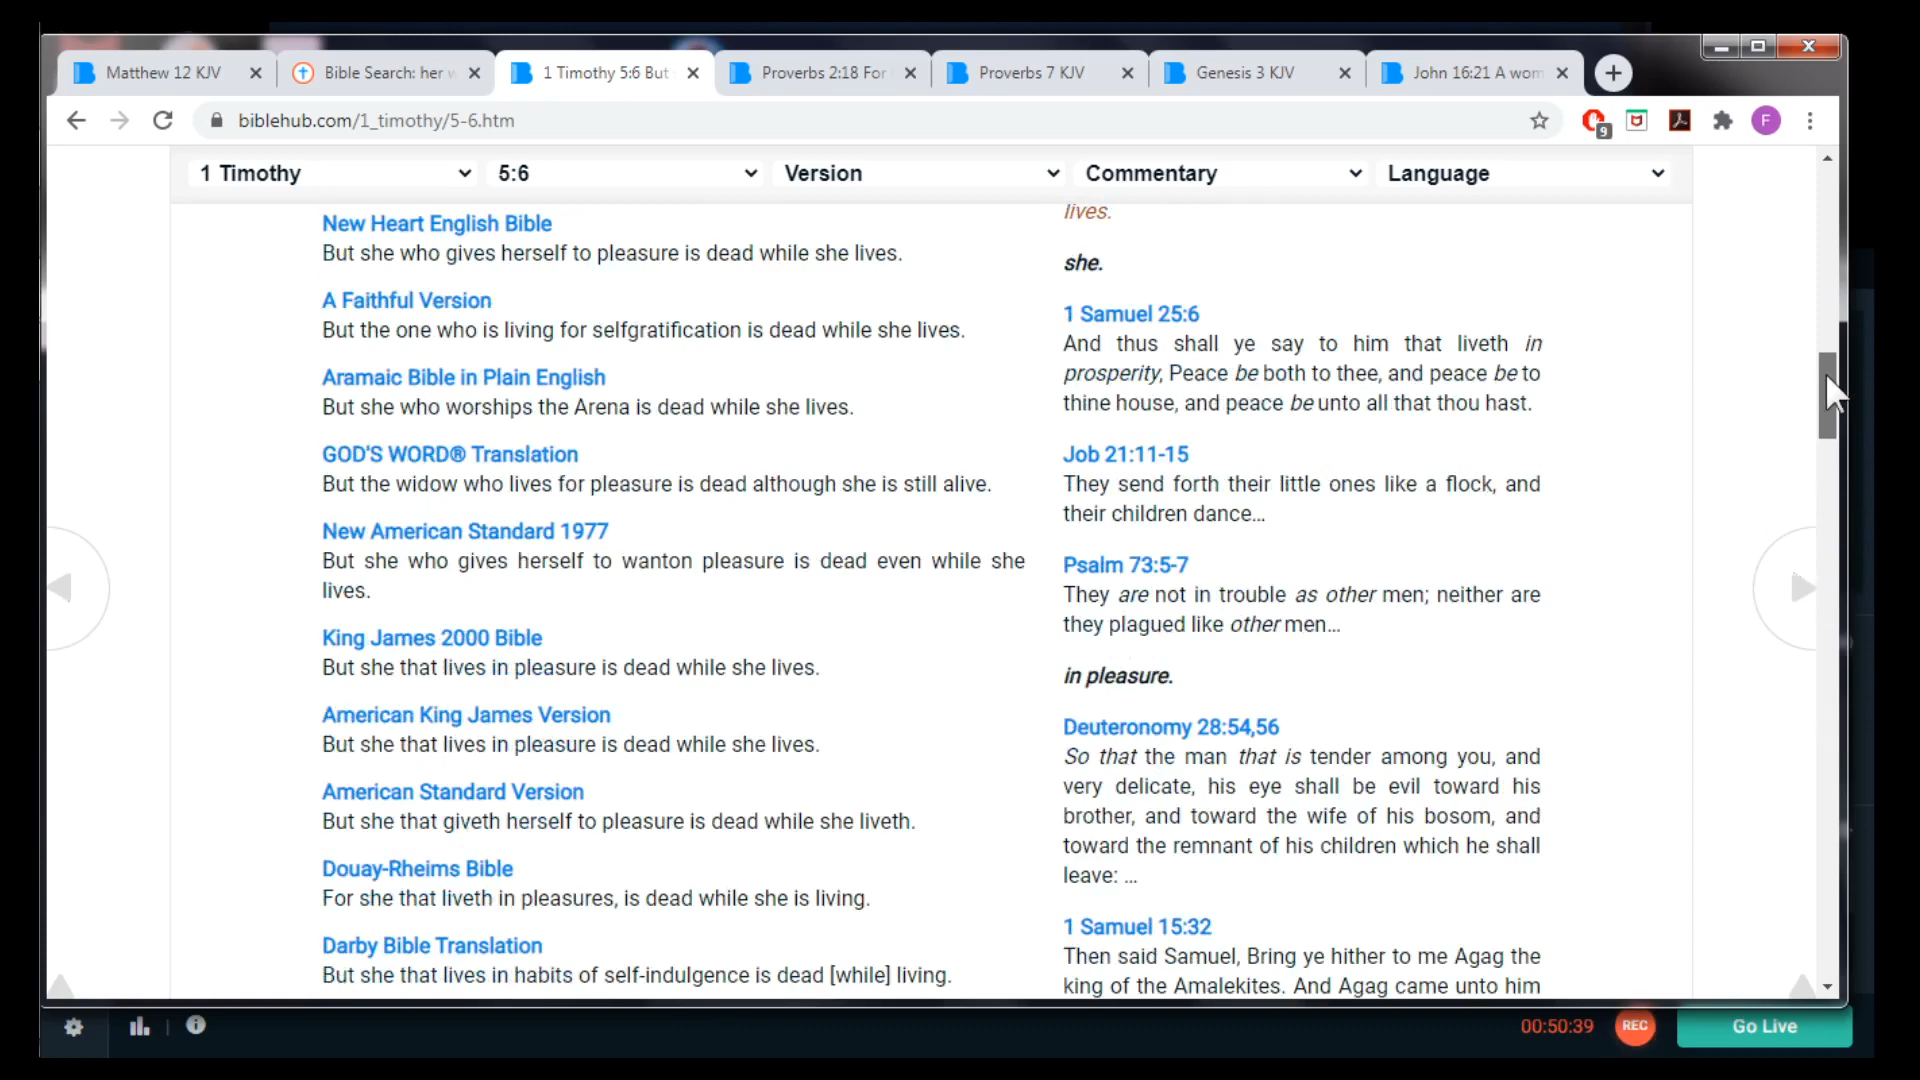 Matthew 12 KJV
Bible Search: her w
1 Timothy 5:6 But
Proverbs 2:18 For
Proverbs 7 KJV
Genesis 3 KJV
John 16:21 A wom
biblehub.com/1_timothy/5-6.htm
9
F
1 Timothy
5:6
Version
Commentary
Language
New Heart English Bible
But she who gives herself to pleasure is dead while she lives.
A Faithful Version
But the one who is living for selfgratification is dead while she lives.
Aramaic Bible in Plain English
But she who worships the Arena is dead while she lives.
GOD'S WORD® Translation
But the widow who lives for pleasure is dead although she is still alive.
New American Standard 1977
But she who gives herself to wanton pleasure is dead even while she
lives.
King James 2000 Bible
But she that lives in pleasure is dead while she lives.
American King James Version
But she that lives in pleasure is dead while she lives.
American Standard Version
But she that giveth herself to pleasure is dead while she liveth.
Douay-Rheims Bible
For she that liveth in pleasures, is dead while she is living.
Darby Bible Translation
But she that lives in habits of self-indulgence is dead [while] living.
lives.
she.
1 Samuel 25:6
And thus shall ye say to him that liveth in
prosperity, Peace be both to thee, and peace be to
thine house, and peace be unto all that thou hast.
Job 21:11-15
They send forth their little ones like a flock, and
their children dance…
Psalm 73:5-7
They are not in trouble as other men; neither are
they plagued like other men…
in pleasure.
Deuteronomy 28:54,56
So that the man that is tender among you, and
very delicate, his eye shall be evil toward his
brother, and toward the wife of his bosom, and
toward the remnant of his children which he shall
leave: …
1 Samuel 15:32
Then said Samuel, Bring ye hither to me Agag the
king of the Amalekites. And Agag came unto him
00:50:39
REC
Go Live